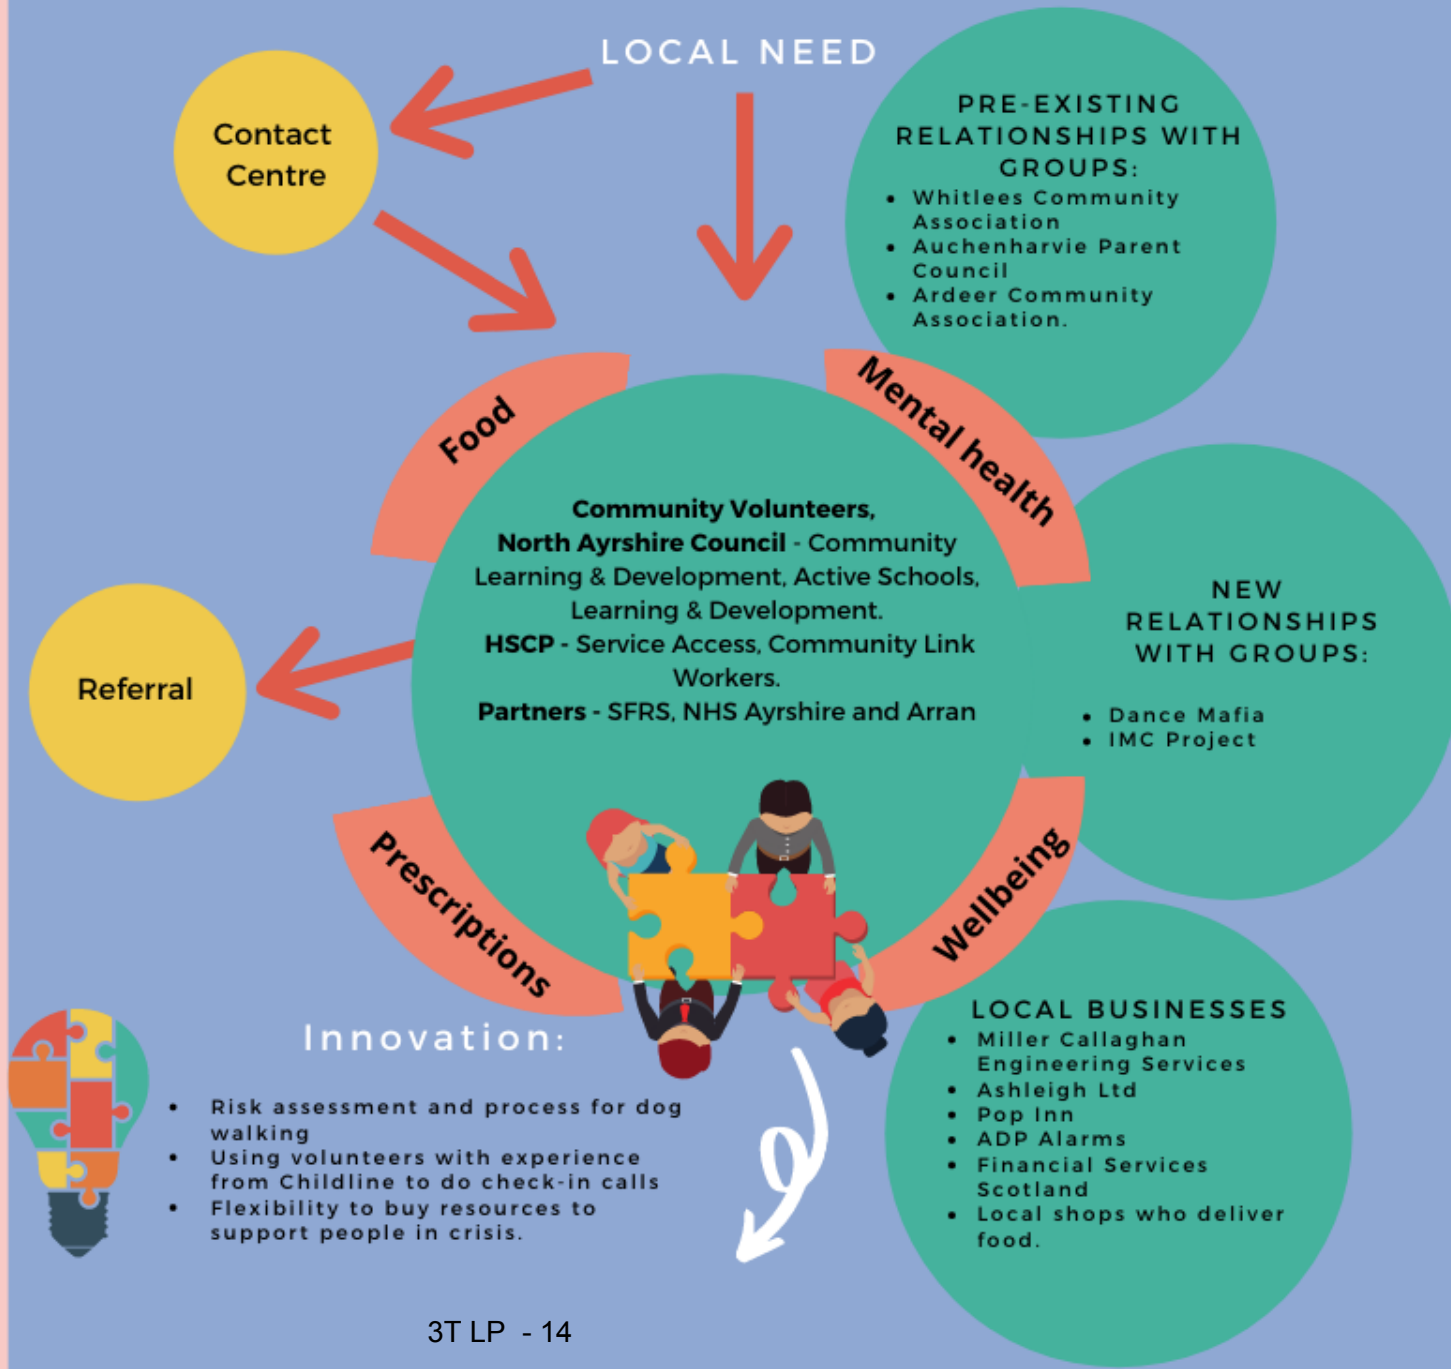 LOCAL NEED
Contact
Centre
PRE-EXISTING
RELATIONSHIPS WITH
GROUPS:
• Whitlees Community
Association
• Auchenharvie Parent
Council
• Ardeer Community
Association.
Food
Mental health
Community Volunteers,
North Ayrshire Council - Community
Learning & Development, Active Schools,
Learning & Development.
HSCP - Service Access, Community Link
Workers.
Partners - SFRS, NHS Ayrshire and Arran
NEW
RELATIONSHIPS
WITH GROUPS:
• Dance Mafia
• IMC Project
Referral
Prescriptions
Wellbeing
LOCAL BUSINESSES
• Miller Callaghan
Engineering Services
• Ashleigh Ltd
• Pop Inn
• ADP Alarms
• Financial Services
Scotland
• Local shops who deliver
food.
Innovation:
• Risk assessment and process for dog
walking
• Using volunteers with experience
from Childline to do check-in calls
• Flexibility to buy resources to
support people in crisis.
3T LP - 14